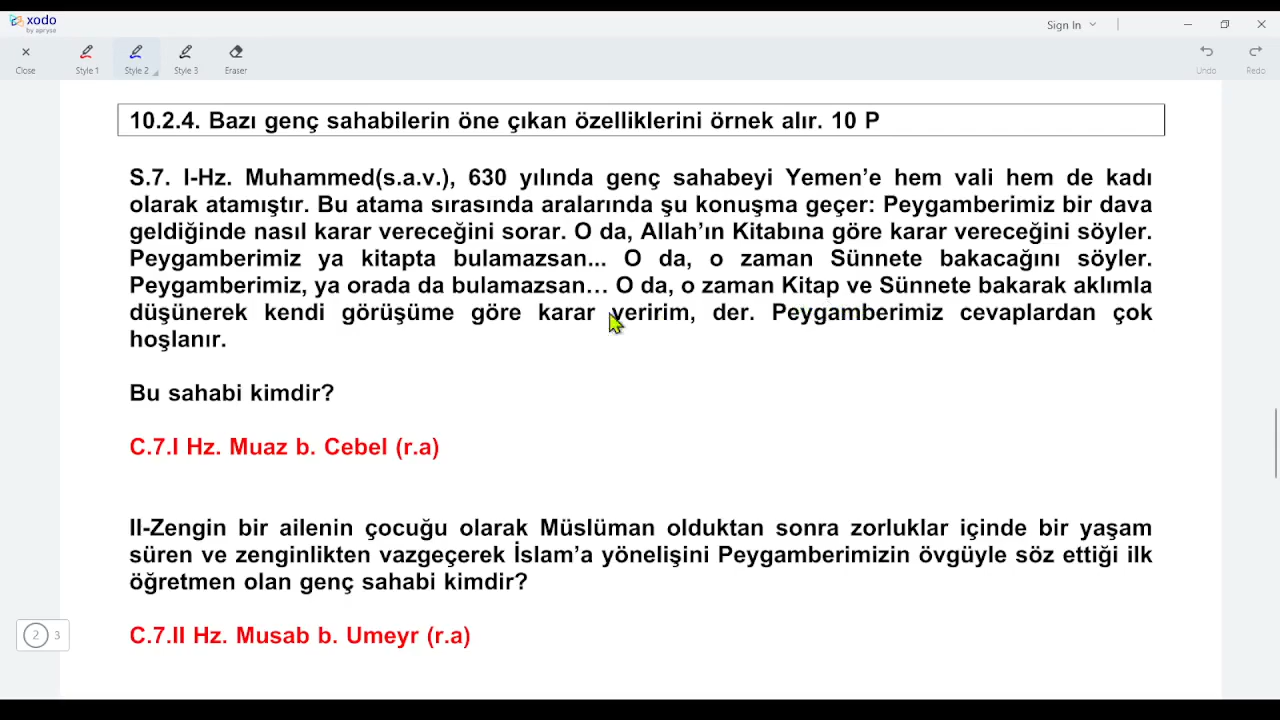 xodo
by apryse
Sign In
Close
Style 1
Style 2
Style 3
Eraser
Undo
Redo
10.2.4. Bazı genç sahabilerin öne çıkan özelliklerini örnek alır. 10 P
S.7. I-Hz. Muhammed(s.a.v.), 630 yılında genç sahabeyi Yemen’e hem vali hem de kadı
olarak atamıştır. Bu atama sırasında aralarında şu konuşma geçer: Peygamberimiz bir dava
geldiğinde nasıl karar vereceğini sorar. O da, Allah’ın Kitabına göre karar vereceğini söyler.
Peygamberimiz ya kitapta bulamazsan... O da, o zaman Sünnete bakacağını söyler.
Peygamberimiz, ya orada da bulamazsan… O da, o zaman Kitap ve Sünnete bakarak aklımla
düşünerek kendi görüşüme göre karar veririm, der. Peygamberimiz cevaplardan çok
hoşlanır.
Bu sahabi kimdir?
C.7.I Hz. Muaz b. Cebel (r.a)
II-Zengin bir ailenin çocuğu olarak Müslüman olduktan sonra zorluklar içinde bir yaşam
süren ve zenginlikten vazgeçerek İslam’a yönelişini Peygamberimizin övgüyle söz ettiği ilk
öğretmen olan genç sahabi kimdir?
C.7.II Hz. Musab b. Umeyr (r.a)
2 3